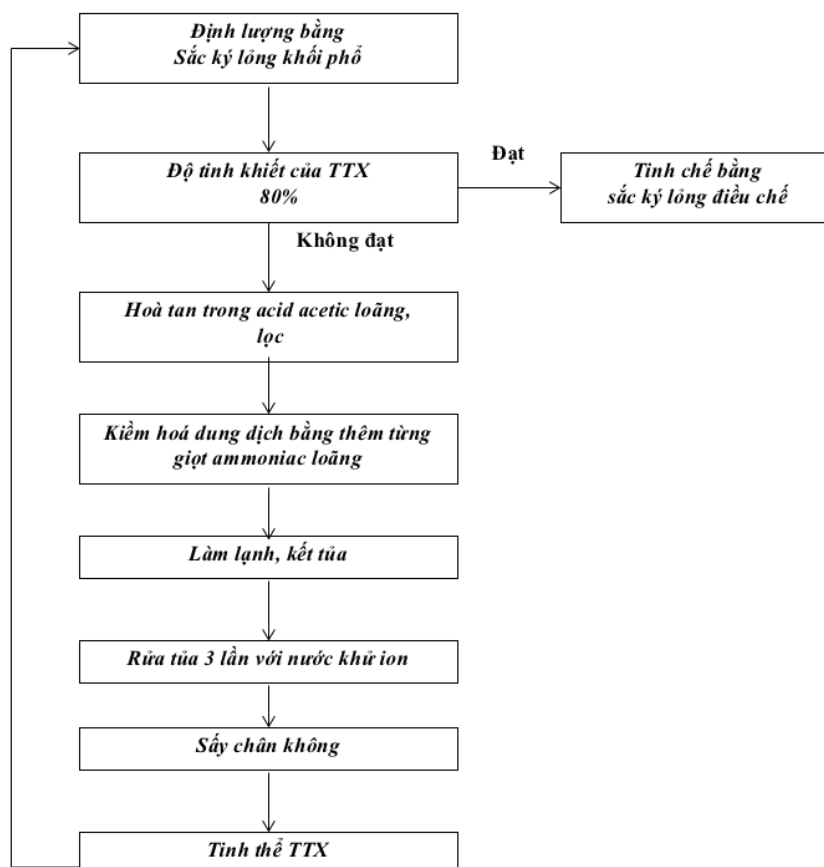 Định lượng bằng
Sắc ký lỏng khối phổ
Độ tinh khiết của TTX
80%
Đạt
Tinh chế bằng
sắc ký lỏng điều chế
Không đạt
Hoà tan trong acid acetic loãng,
lọc
Kiềm hoá dung dịch bằng thêm từng
giọt ammoniac loãng
Làm lạnh, kết tủa
Rửa tủa 3 lần với nước khử ion
Sấy chân không
Tinh thể TTX